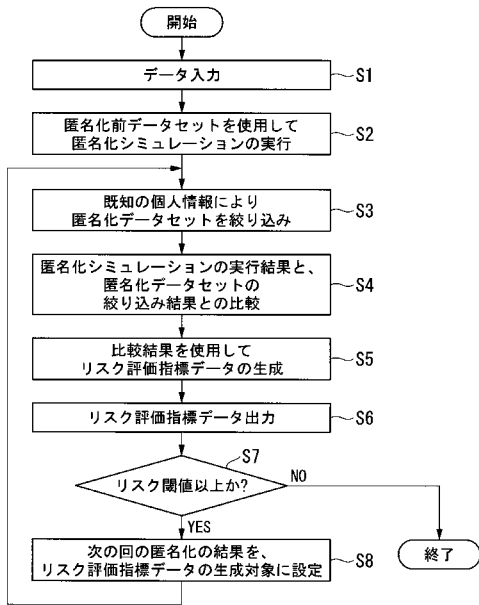 開始
データ入力
S1
匿名化前データセットを使用して
匿名化シミュレーションの実行
S2
既知の個人情報により
匿名化データセットを絞り込み
S3
匿名化シミュレーションの実行結果と、
匿名化データセットの
絞り込み結果との比較
S4
比較結果を使用して
リスク評価指標データの生成
S5
リスク評価指標データ出力
S6
S7
リスク閾値以上か?
NO
YES
次の回の匿名化の結果を、
リスク評価指標データの生成対象に設定
S8
終了